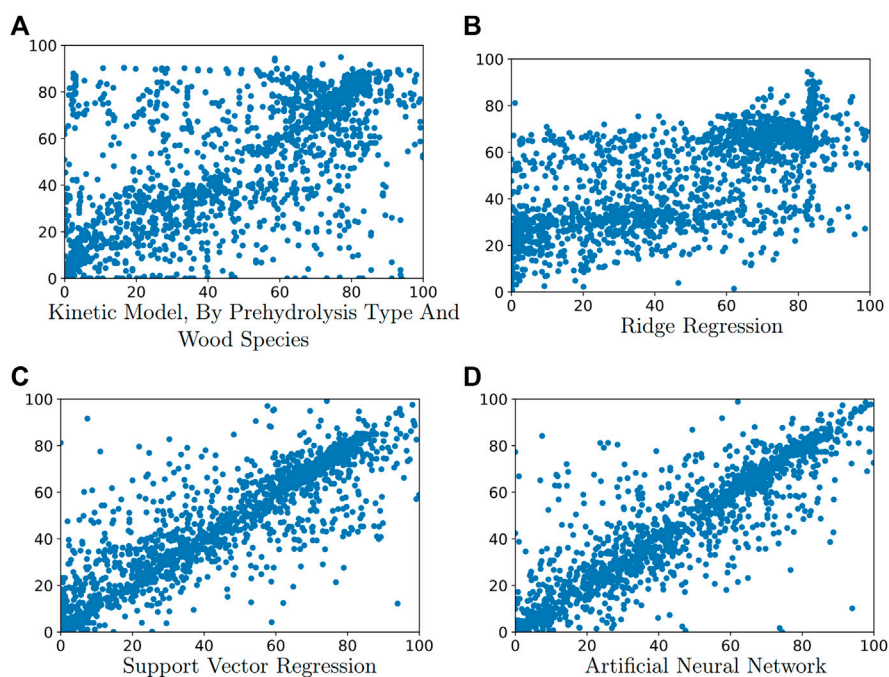 A
100
80
60
40
20
0
0 20 40 60 80 100
Kinetic Model, By Prehydrolysis Type And
Wood Species
B
100
80
60
40
20
0
0 20 40 60 80 100
Ridge Regression
C
100
80
60
40
20
0
0 20 40 60 80 100
Support Vector Regression
D
100
80
60
40
20
0
0 20 40 60 80 100
Artificial Neural Network